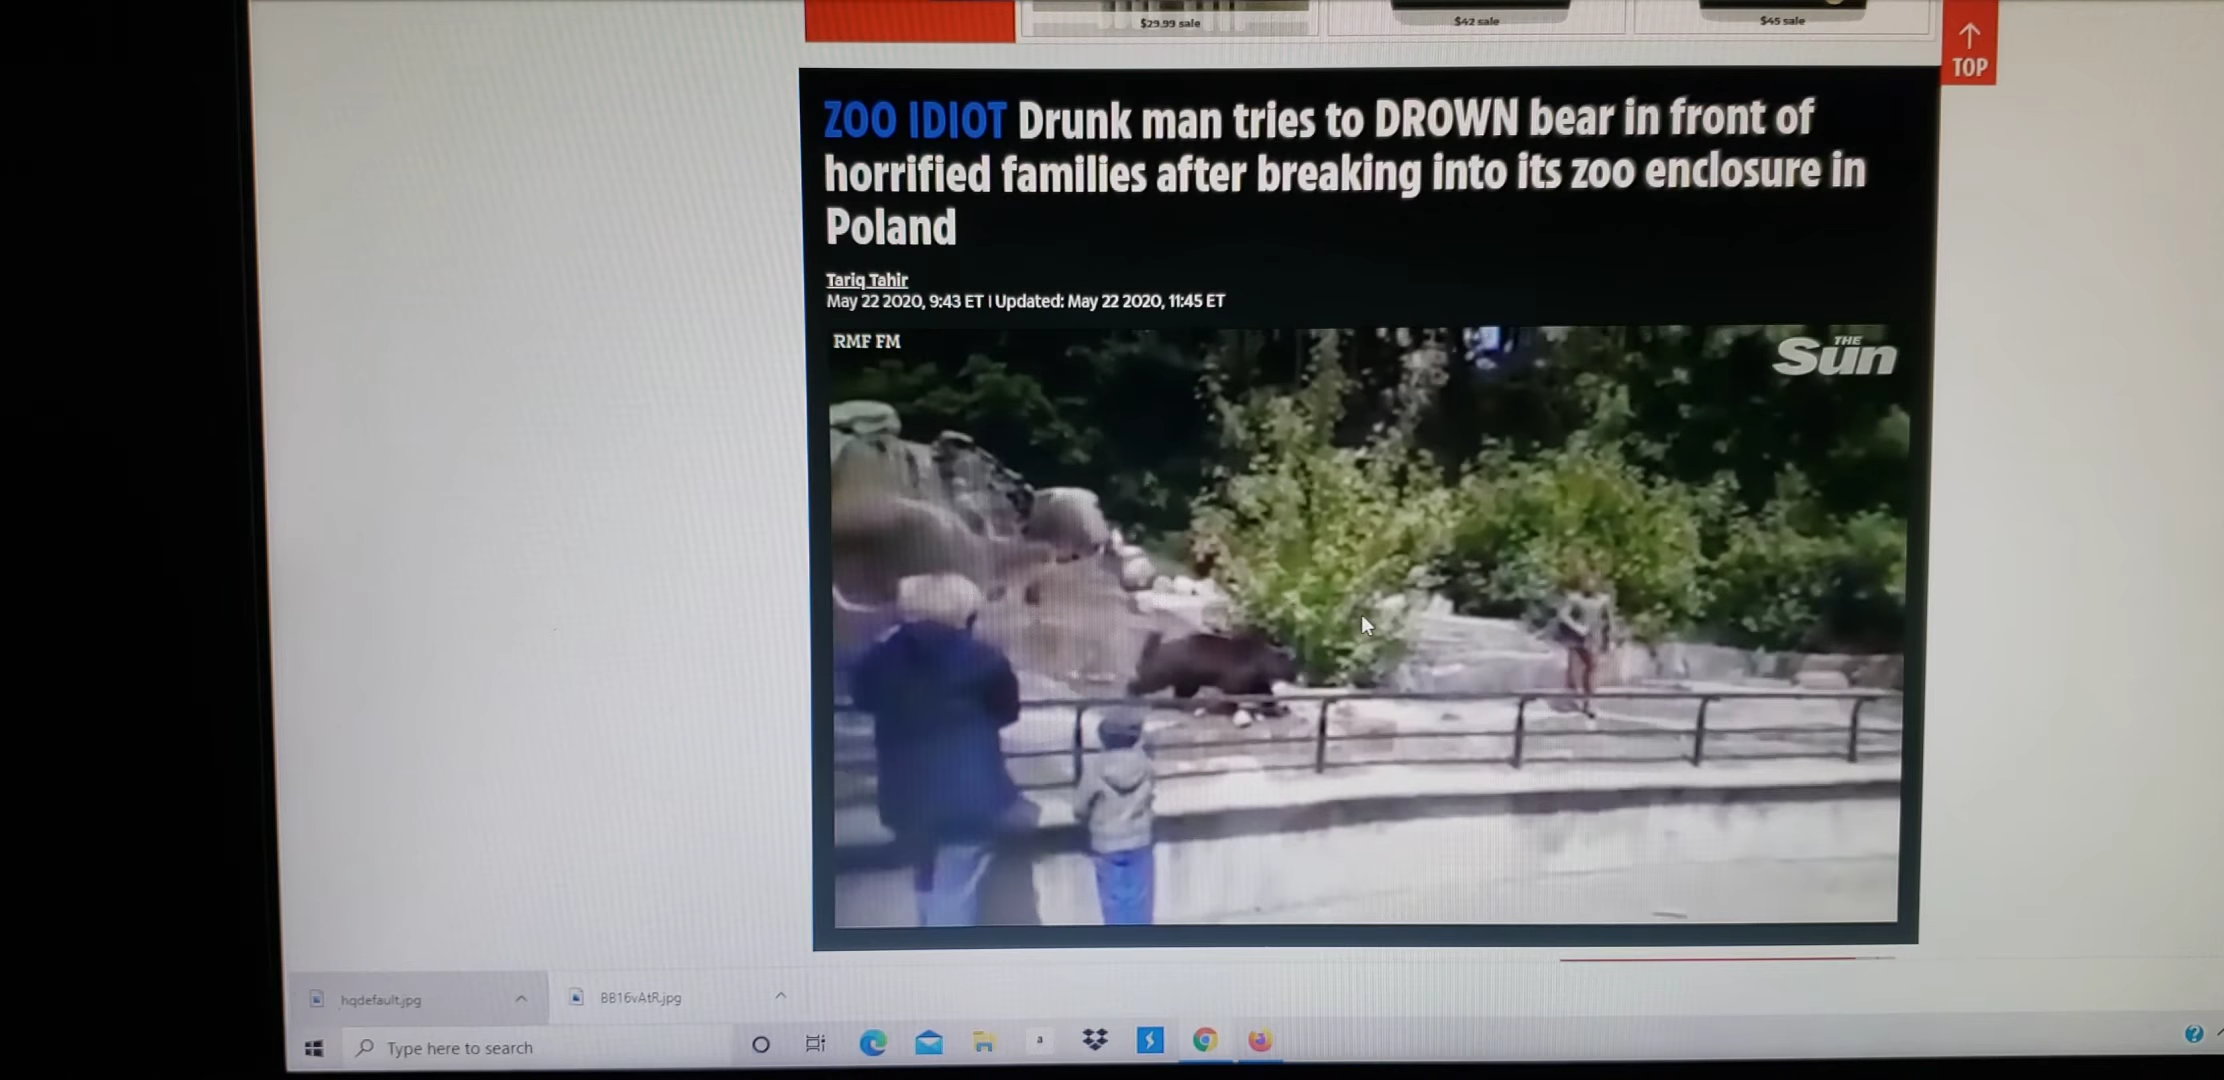 $29.99 sale
$42 sale
$45 sale
TOP
ZOO IDIOT Drunk man tries to DROWN bear in front of
horrified families after breaking into its zoo enclosure in
Poland
Tariq Tahir
May 22 2020, 9:43 ET | Updated: May 22 2020, 11:45 ET
RMF FM
THE
Sun
hqdefault.jpg
BB16vAtR.jpg
Type here to search
a
?